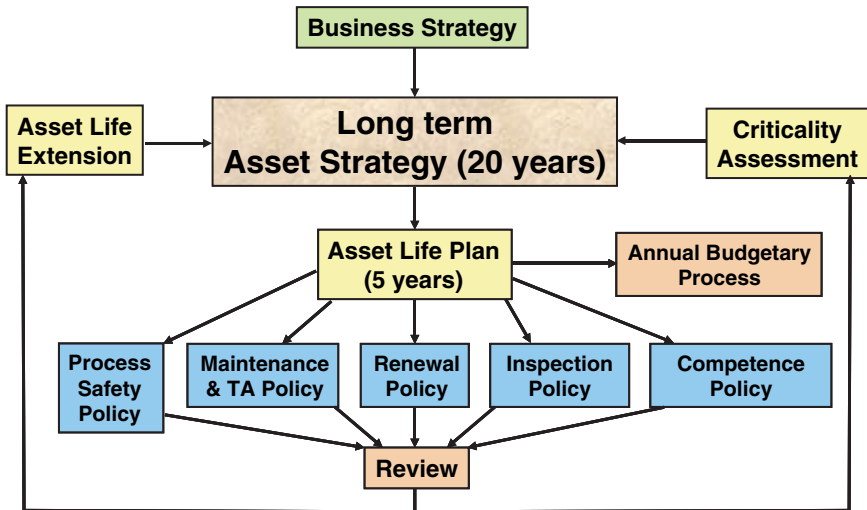 Business Strategy
Asset Life
Extension
Long term
Asset Strategy (20 years)
Criticality
Assessment
Asset Life Plan
(5 years)
Annual Budgetary
Process
Process
Safety
Policy
Maintenance
& TA Policy
Renewal
Policy
Inspection
Policy
Competence
Policy
Review